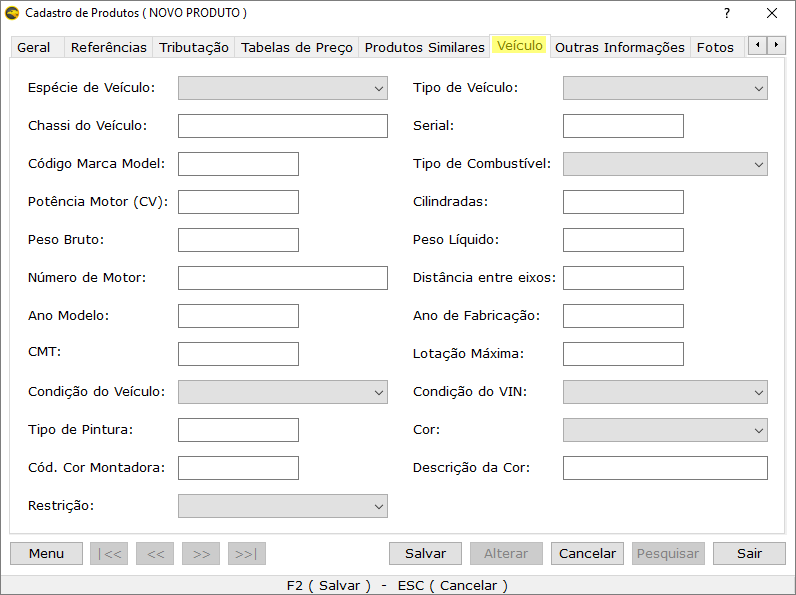 Cadastro de Produtos ( NOVO PRODUTO ) ?
Geral Referências Tributação Tabelas de Preço Produtos Similares Veículo Outras Informações Fotos
Espécie de Veículo: Tipo de Veículo:
Chassi do Veículo: Serial:
Código Marca Model: Tipo de Combustível:
Potência Motor (CV): Cilindradas:
Peso Bruto: Peso Líquido:
Número de Motor: Distância entre eixos:
Ano Modelo: Ano de Fabricação:
CMT: Lotação Máxima:
Condição do Veículo: Condição do VIN:
Tipo de Pintura: Cor:
Cód. Cor Montadora: Descrição da Cor:
Restrição:
Menu |<< << >> >>| Salvar Alterar Cancelar Pesquisar Sair
F2 ( Salvar ) - ESC ( Cancelar )